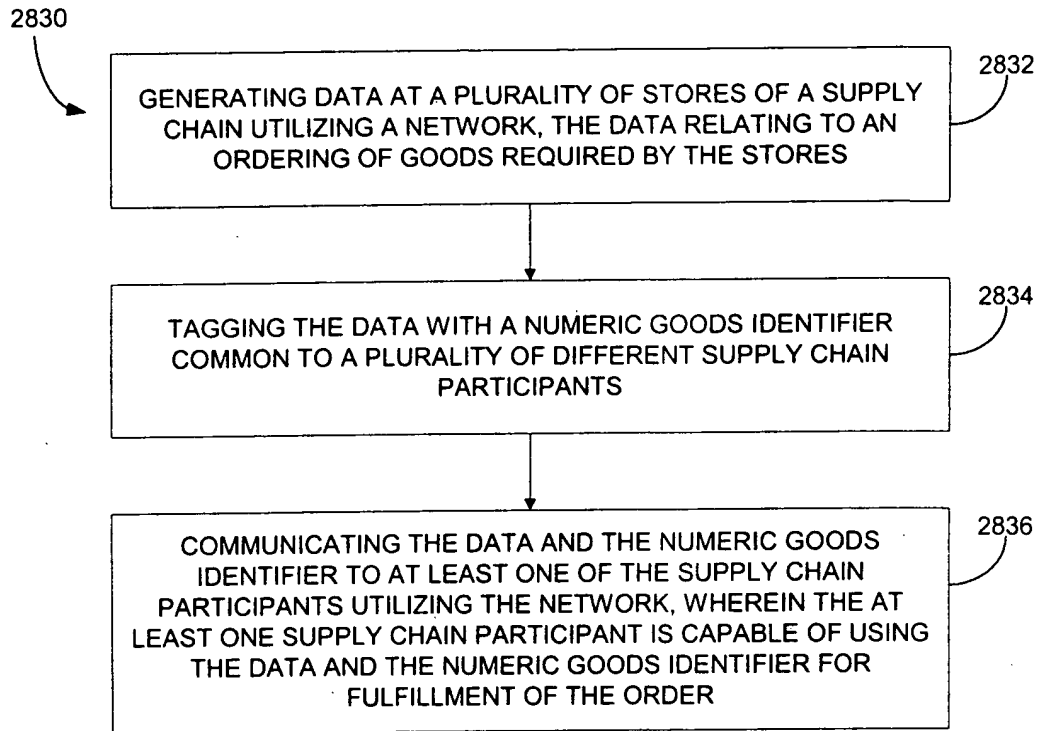 2830
2832
GENERATING DATA AT A PLURALITY OF STORES OF A SUPPLY
CHAIN UTILIZING A NETWORK, THE DATA RELATING TO AN
ORDERING OF GOODS REQUIRED BY THE STORES
2834
TAGGING THE DATA WITH A NUMERIC GOODS IDENTIFIER
COMMON TO A PLURALITY OF DIFFERENT SUPPLY CHAIN
PARTICIPANTS
2836
COMMUNICATING THE DATA AND THE NUMERIC GOODS
IDENTIFIER TO AT LEAST ONE OF THE SUPPLY CHAIN
PARTICIPANTS UTILIZING THE NETWORK, WHEREIN THE AT
LEAST ONE SUPPLY CHAIN PARTICIPANT IS CAPABLE OF USING
THE DATA AND THE NUMERIC GOODS IDENTIFIER FOR
FULFILLMENT OF THE ORDER